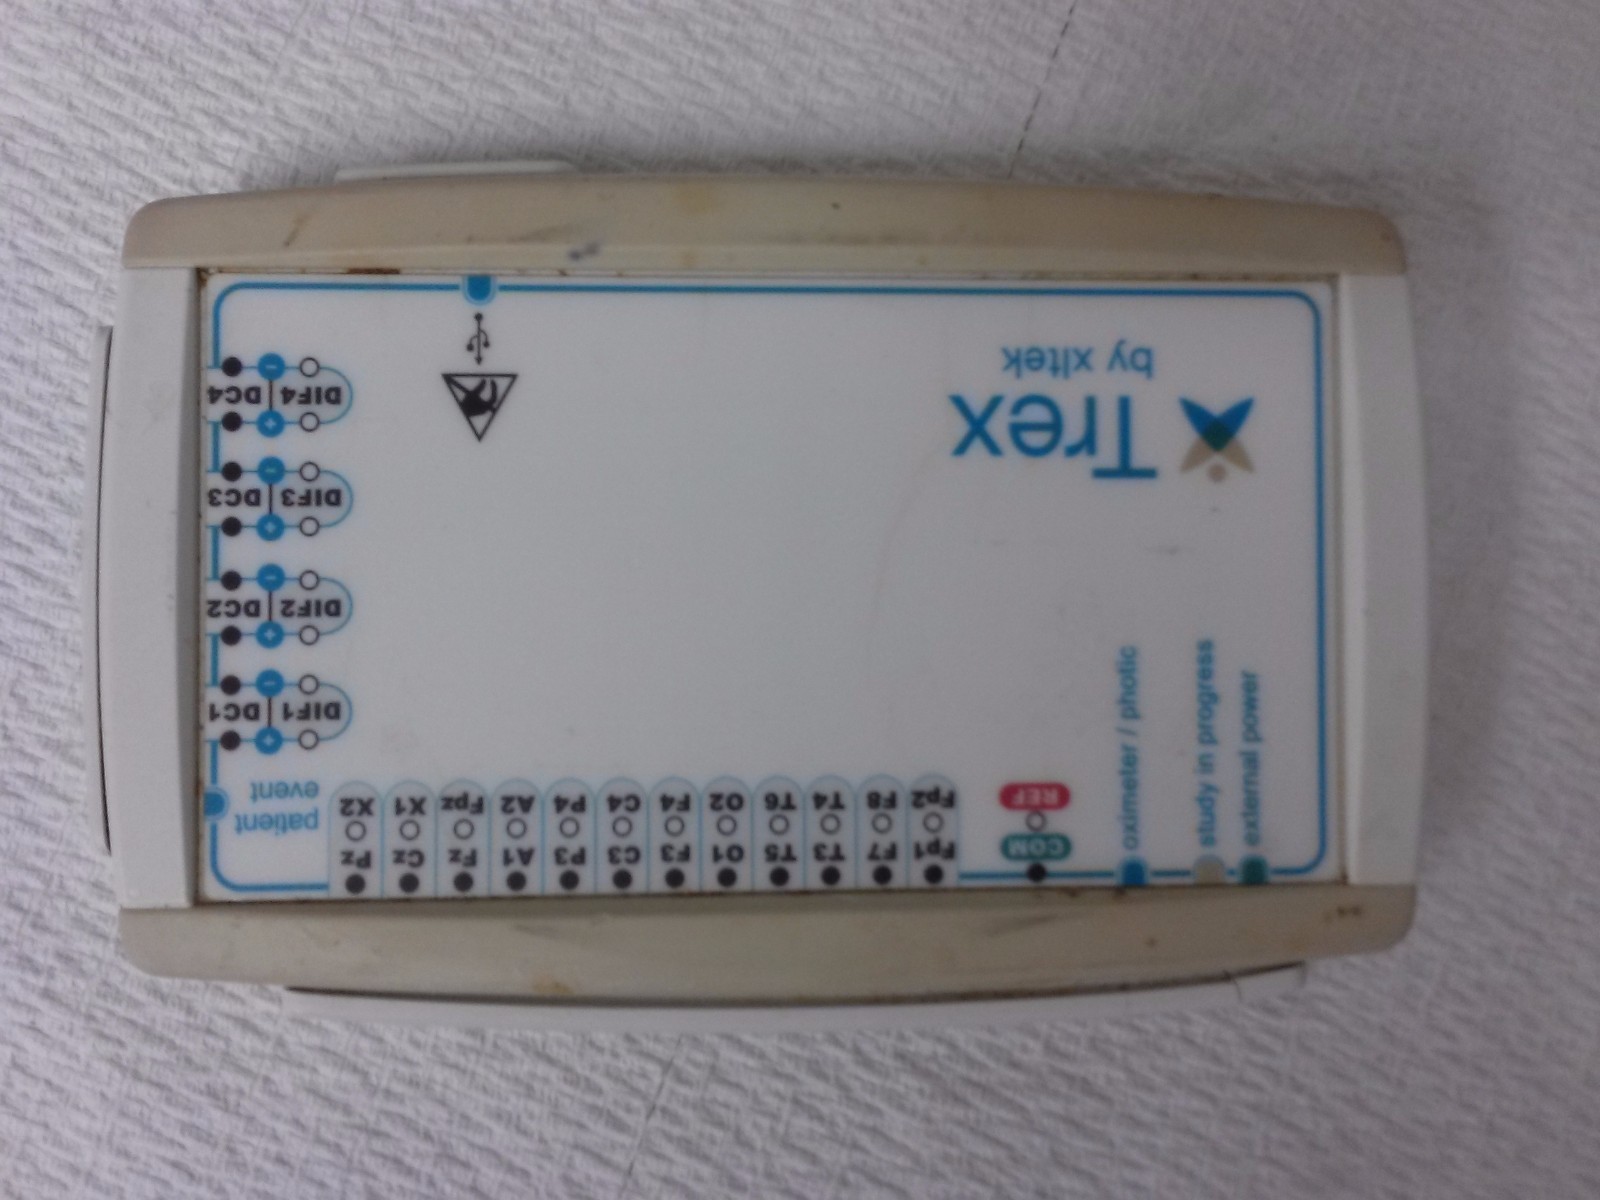 external power
study in progress
oximeter / photic
COM Fp1 F7 T3 T5 O1 F3 C3 P3 A1 Fz Cz Pz
REF Fp2 F8 T4 T6 O2 F4 C4 P4 A2 Fpz X1 X2
patient
event
+
DIF1 DC1
-
+
DIF2 DC2
-
+
DIF3 DC3
-
+
DIF4 DC4
-
Trex
by xltek